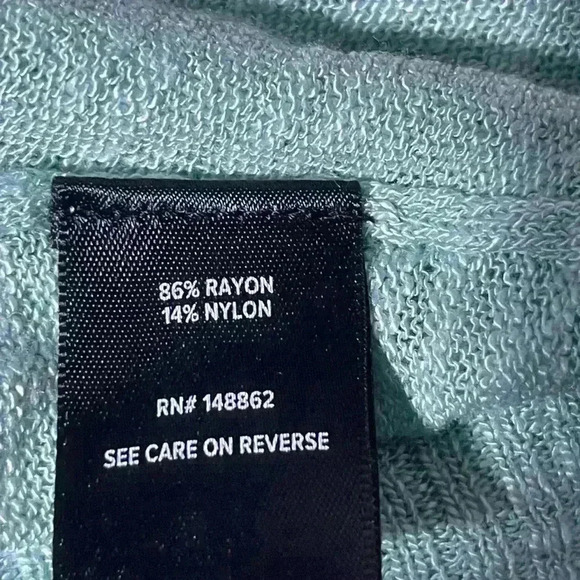 86% RAYON
14% NYLON
RN# 148862
SEE CARE ON REVERSE